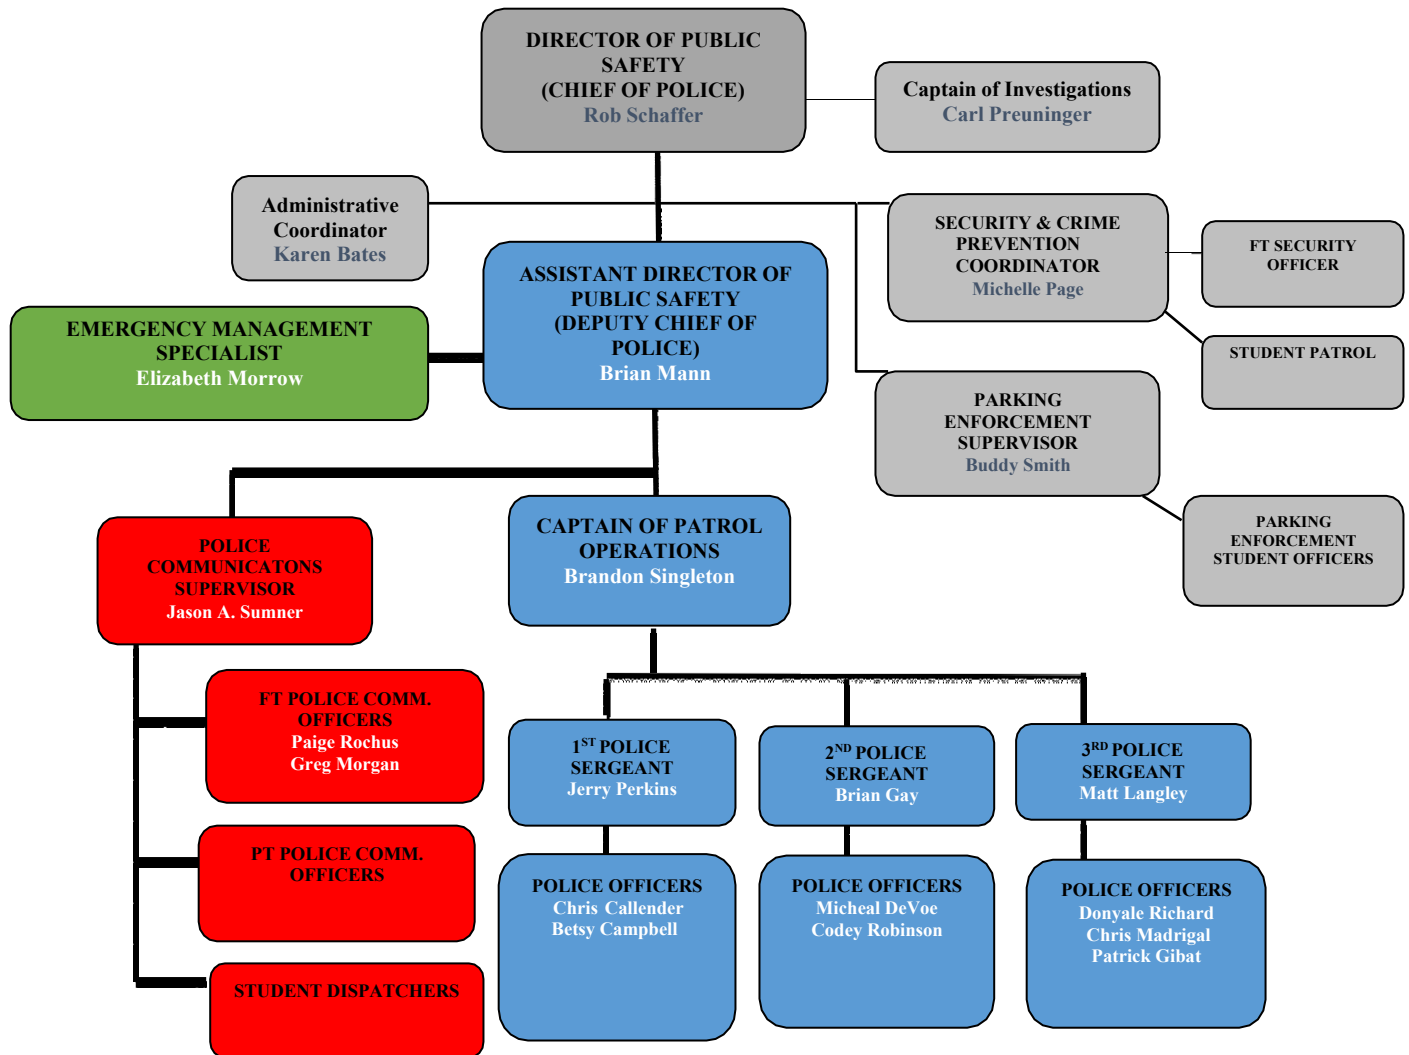 DIRECTOR OF PUBLIC
SAFETY
(CHIEF OF POLICE)
Rob Schaffer
Captain of Investigations
Carl Preuninger
Administrative
Coordinator
Karen Bates
SECURITY & CRIME
PREVENTION
COORDINATOR
Michelle Page
FT SECURITY
OFFICER
STUDENT PATROL
ASSISTANT DIRECTOR OF
PUBLIC SAFETY
(DEPUTY CHIEF OF
POLICE)
Brian Mann
EMERGENCY MANAGEMENT
SPECIALIST
Elizabeth Morrow
PARKING
ENFORCEMENT
SUPERVISOR
Buddy Smith
PARKING
ENFORCEMENT
STUDENT OFFICERS
POLICE
COMMUNICATONS
SUPERVISOR
Jason A. Sumner
CAPTAIN OF PATROL
OPERATIONS
Brandon Singleton
FT POLICE COMM.
OFFICERS
Paige Rochus
Greg Morgan
PT POLICE COMM.
OFFICERS
STUDENT DISPATCHERS
1ST POLICE
SERGEANT
Jerry Perkins
2ND POLICE
SERGEANT
Brian Gay
3RD POLICE
SERGEANT
Matt Langley
POLICE OFFICERS
Chris Callender
Betsy Campbell
POLICE OFFICERS
Micheal DeVoe
Codey Robinson
POLICE OFFICERS
Donyale Richard
Chris Madrigal
Patrick Gibat